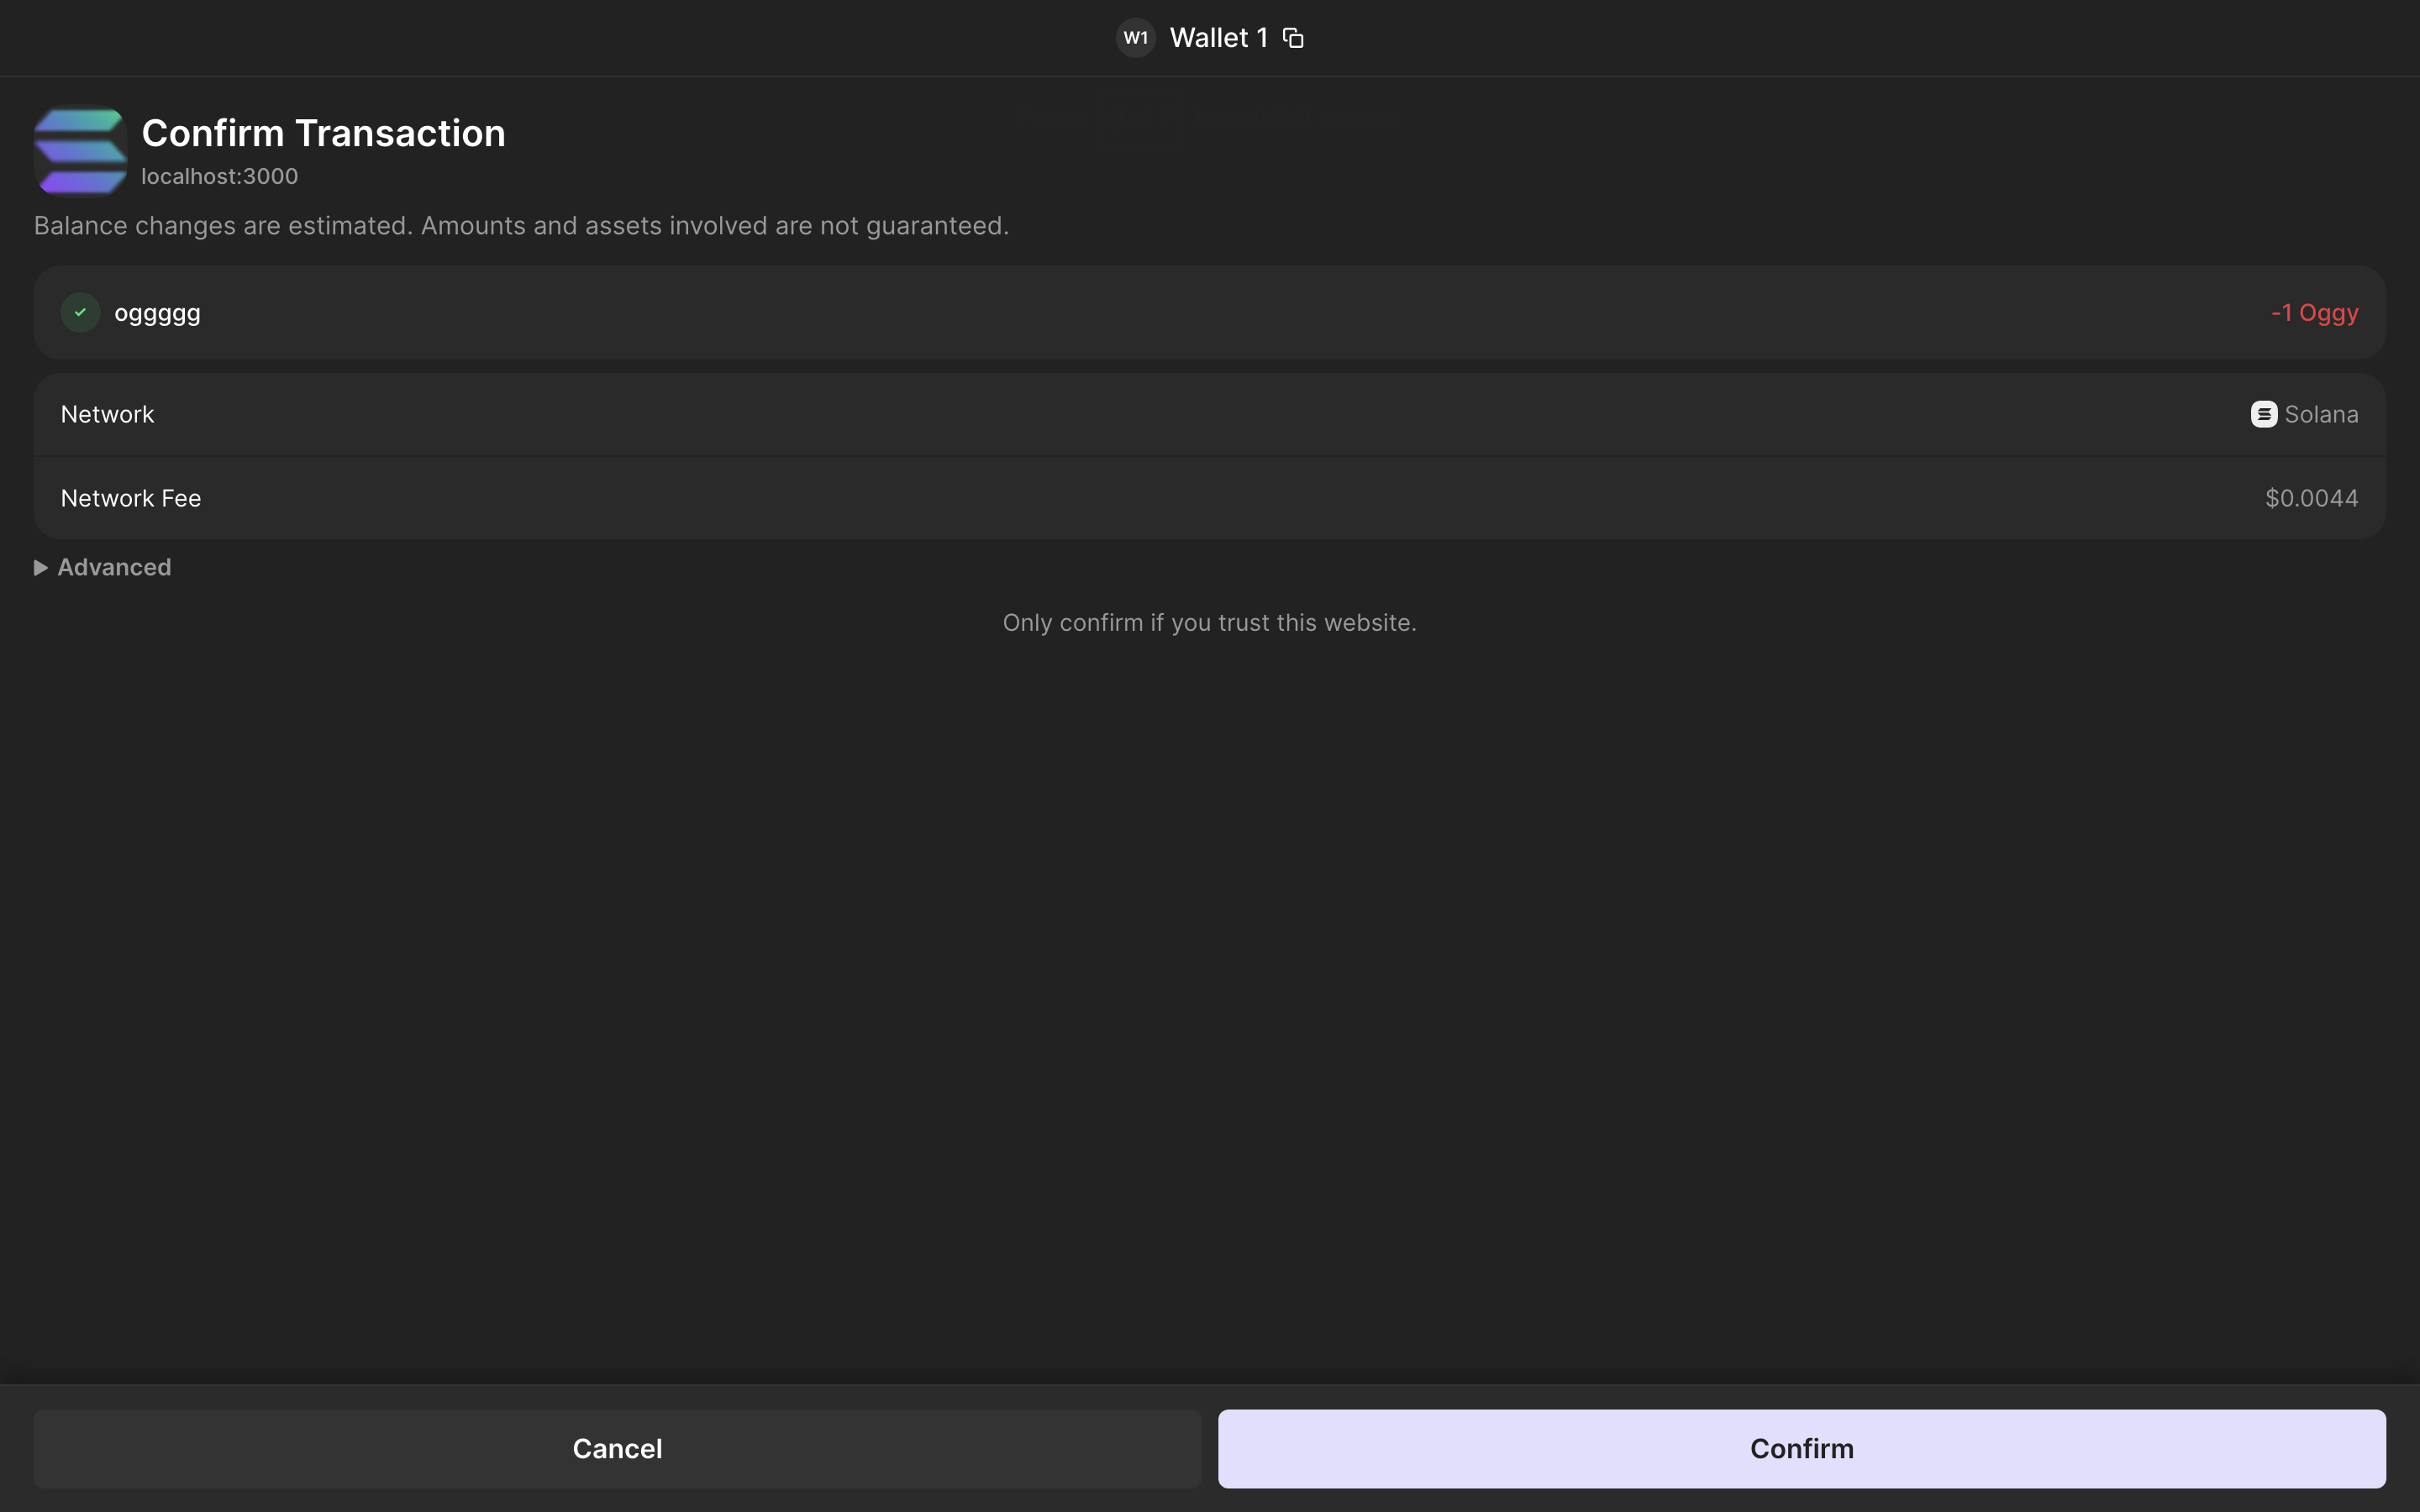 W1 Wallet 1
Confirm Transaction
localhost:3000
Balance changes are estimated. Amounts and assets involved are not guaranteed.
oggggg -1 Oggy
Network Solana
Network Fee $0.0044
Advanced
Only confirm if you trust this website.
Cancel Confirm